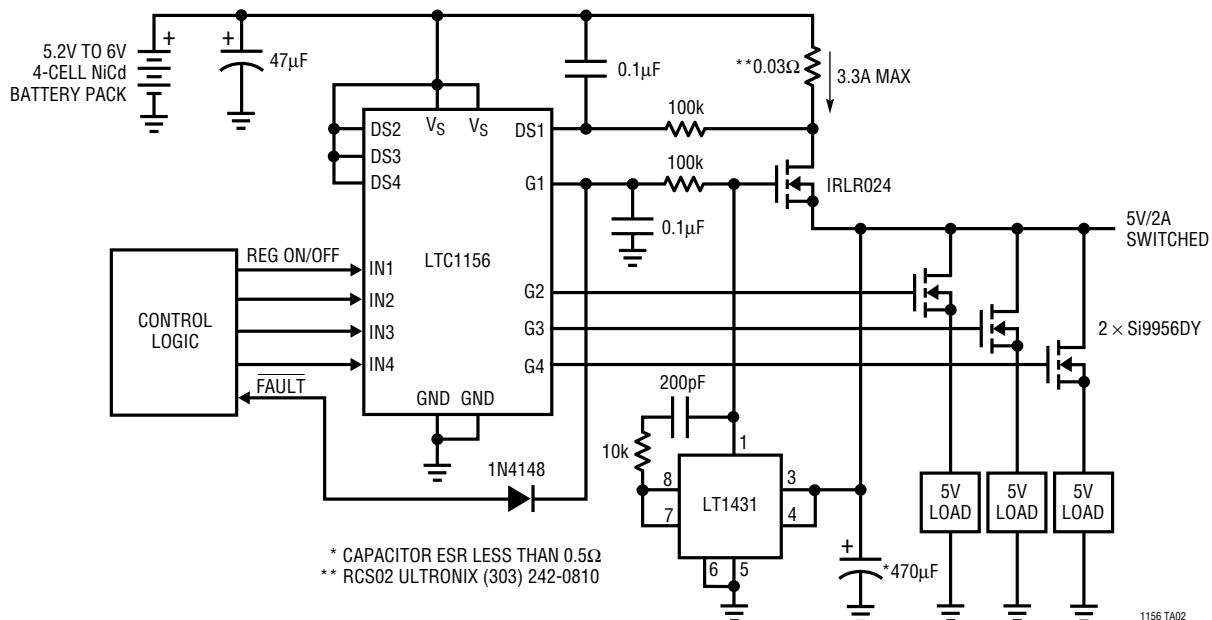 5.2V TO 6V
4-CELL NiCd
BATTERY PACK
+
+
47µF
0.1µF
**0.03Ω
3.3A MAX
100k
DS2
DS3
DS4
VS
VS
DS1
100k
G1
IRLR024
0.1µF
5V/2A
SWITCHED
CONTROL
LOGIC
REG ON/OFF
IN1
IN2
IN3
IN4
LTC1156
G2
G3
G4
2 × Si9956DY
FAULT
GND
GND
200pF
10k
1N4148
1
8
7
LT1431
3
4
6
5
+
*470µF
5V
LOAD
5V
LOAD
5V
LOAD
* CAPACITOR ESR LESS THAN 0.5Ω
** RCS02 ULTRONIX (303) 242-0810
1156 TA02